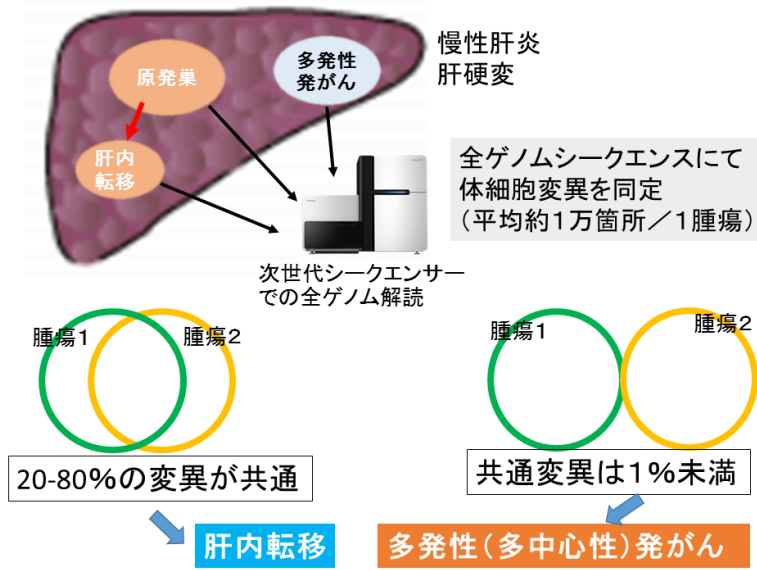 慢性肝炎
肝硬変
原発巣
多発性
発がん
肝内
転移
全ゲノムシークエンスにて
体細胞変異を同定
（平均約１万箇所／１腫瘍）
次世代シークエンサー
での全ゲノム解読
腫瘍１
腫瘍２
腫瘍１
腫瘍２
20-80％の変異が共通
共通変異は１％未満
肝内転移
多発性（多中心性）発がん